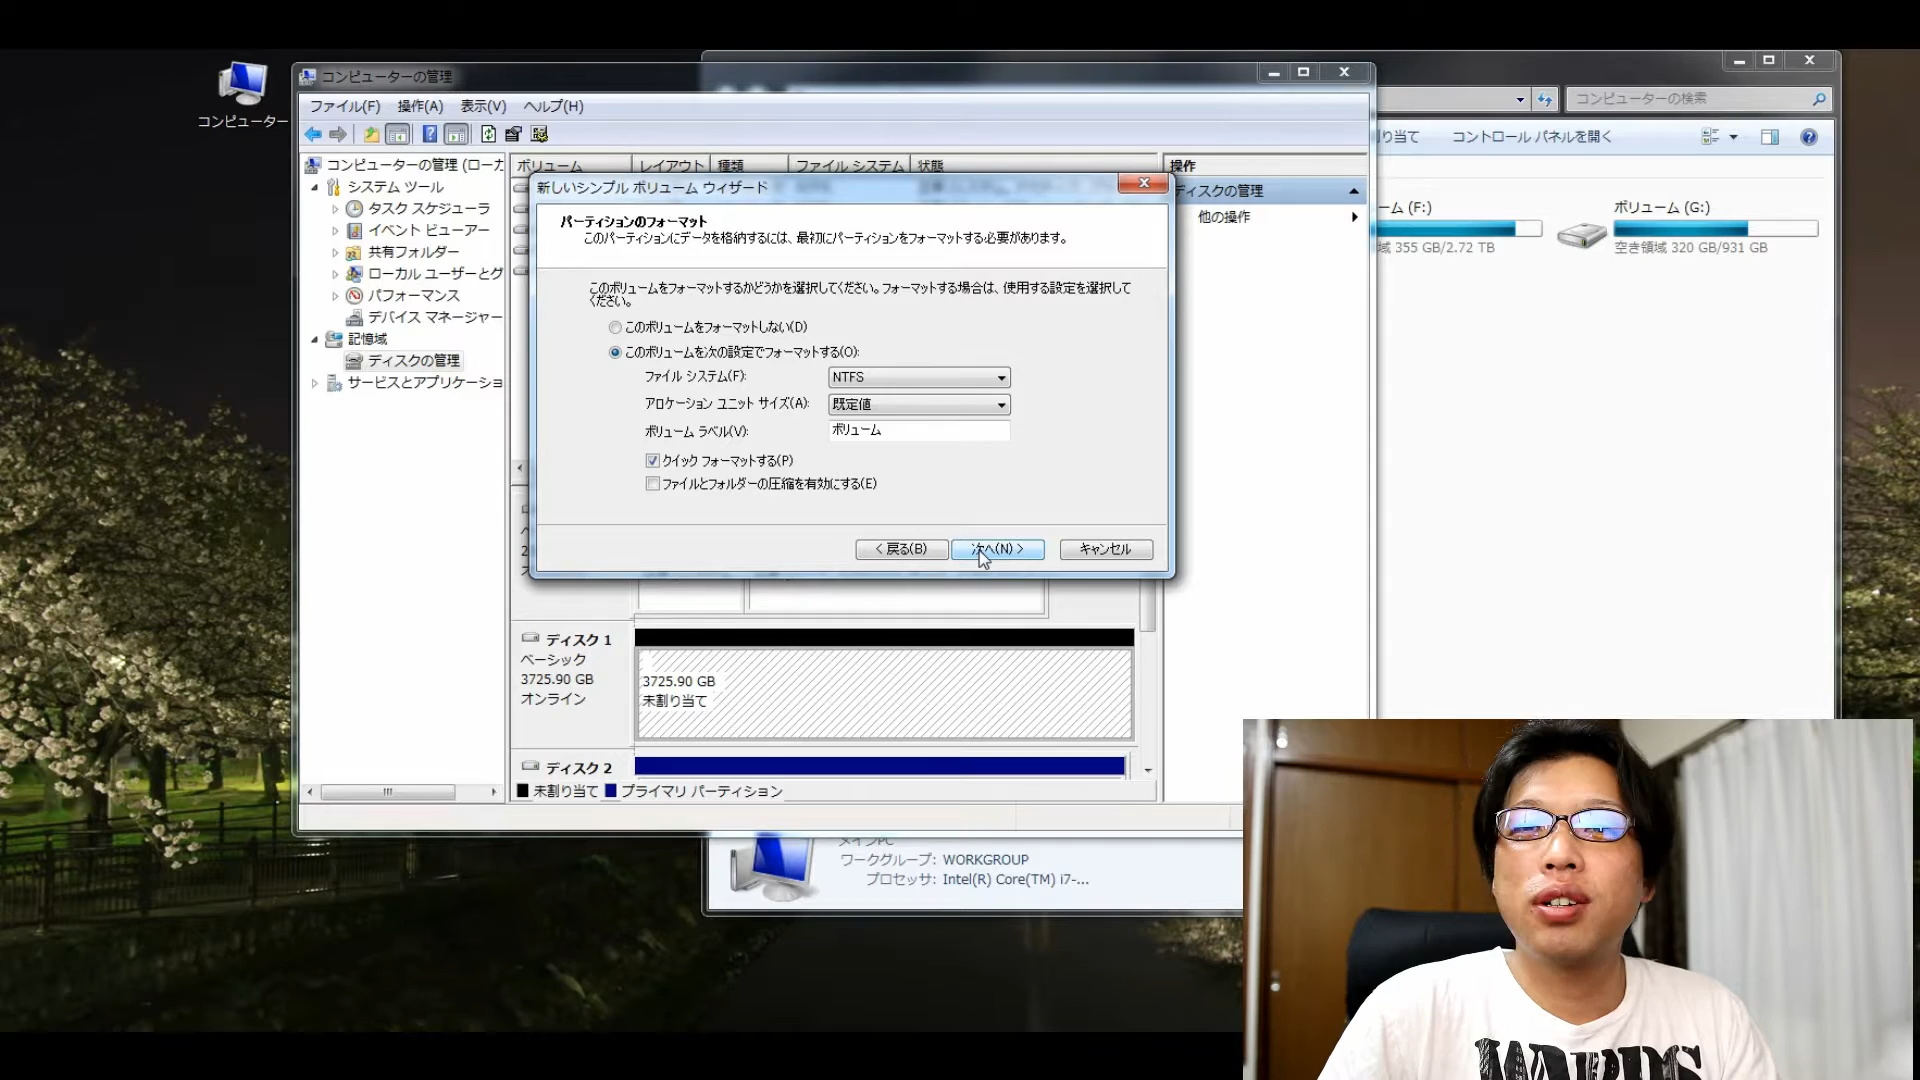 コンピューター
コンピューターの管理
ファイル(F) 操作(A) 表示(V) ヘルプ(H)
コンピューターの管理 (ローカ
システム ツール
タスク スケジューラ
イベント ビューアー
共有フォルダー
ローカル ユーザーとグ
パフォーマンス
デバイス マネージャー
記憶域
ディスクの管理
サービスとアプリケーショ
ボリューム レイアウト 種類 ファイル システム 状態
新しいシンプル ボリューム ウィザード
パーティションのフォーマット
このパーティションにデータを格納するには、最初にパーティションをフォーマットする必要があります。
このボリュームをフォーマットするかどうかを選択してください。フォーマットする場合は、使用する設定を選択して
ください。
このボリュームをフォーマットしない(D)
このボリュームを次の設定でフォーマットする(O):
ファイル システム(F): NTFS
アロケーション ユニット サイズ(A): 既定値
ボリューム ラベル(V): ボリューム
クイック フォーマットする(P)
ファイルとフォルダーの圧縮を有効にする(E)
< 戻る(B) 次へ(N) > キャンセル
ディスク 1
ベーシック
3725.90 GB
オンライン
3725.90 GB
未割り当て
ディスク 2
未割り当て プライマリ パーティション
操作
ディスクの管理
他の操作
コンピューターの検索
り当て コントロール パネルを開く
ーム (F:)
域 355 GB/2.72 TB
ボリューム (G:)
空き領域 320 GB/931 GB
メインPC
ワークグループ: WORKGROUP
プロセッサ: Intel(R) Core(TM) i7-...